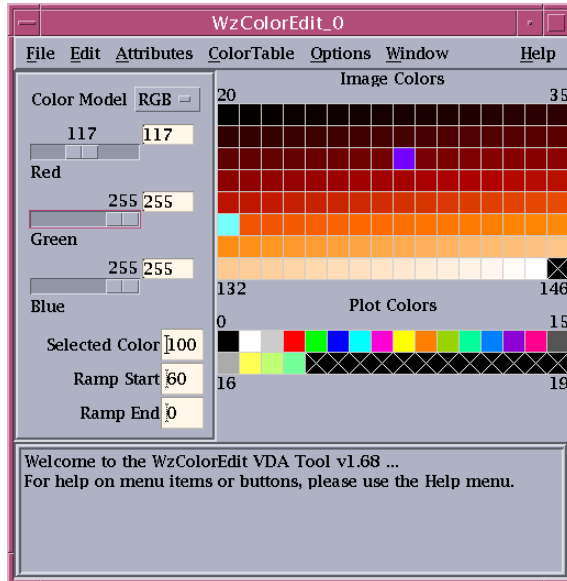 WzColorEdit_0
File Edit Attributes ColorTable Options Window Help
Color Model RGB
117 117
Red
255 255
Green
255 255
Blue
Selected Color 100
Ramp Start 60
Ramp End 0
Image Colors
20 35
132 146
Plot Colors
0 15
16 19
Welcome to the WzColorEdit VDA Tool v1.68 ...
For help on menu items or buttons, please use the Help menu.